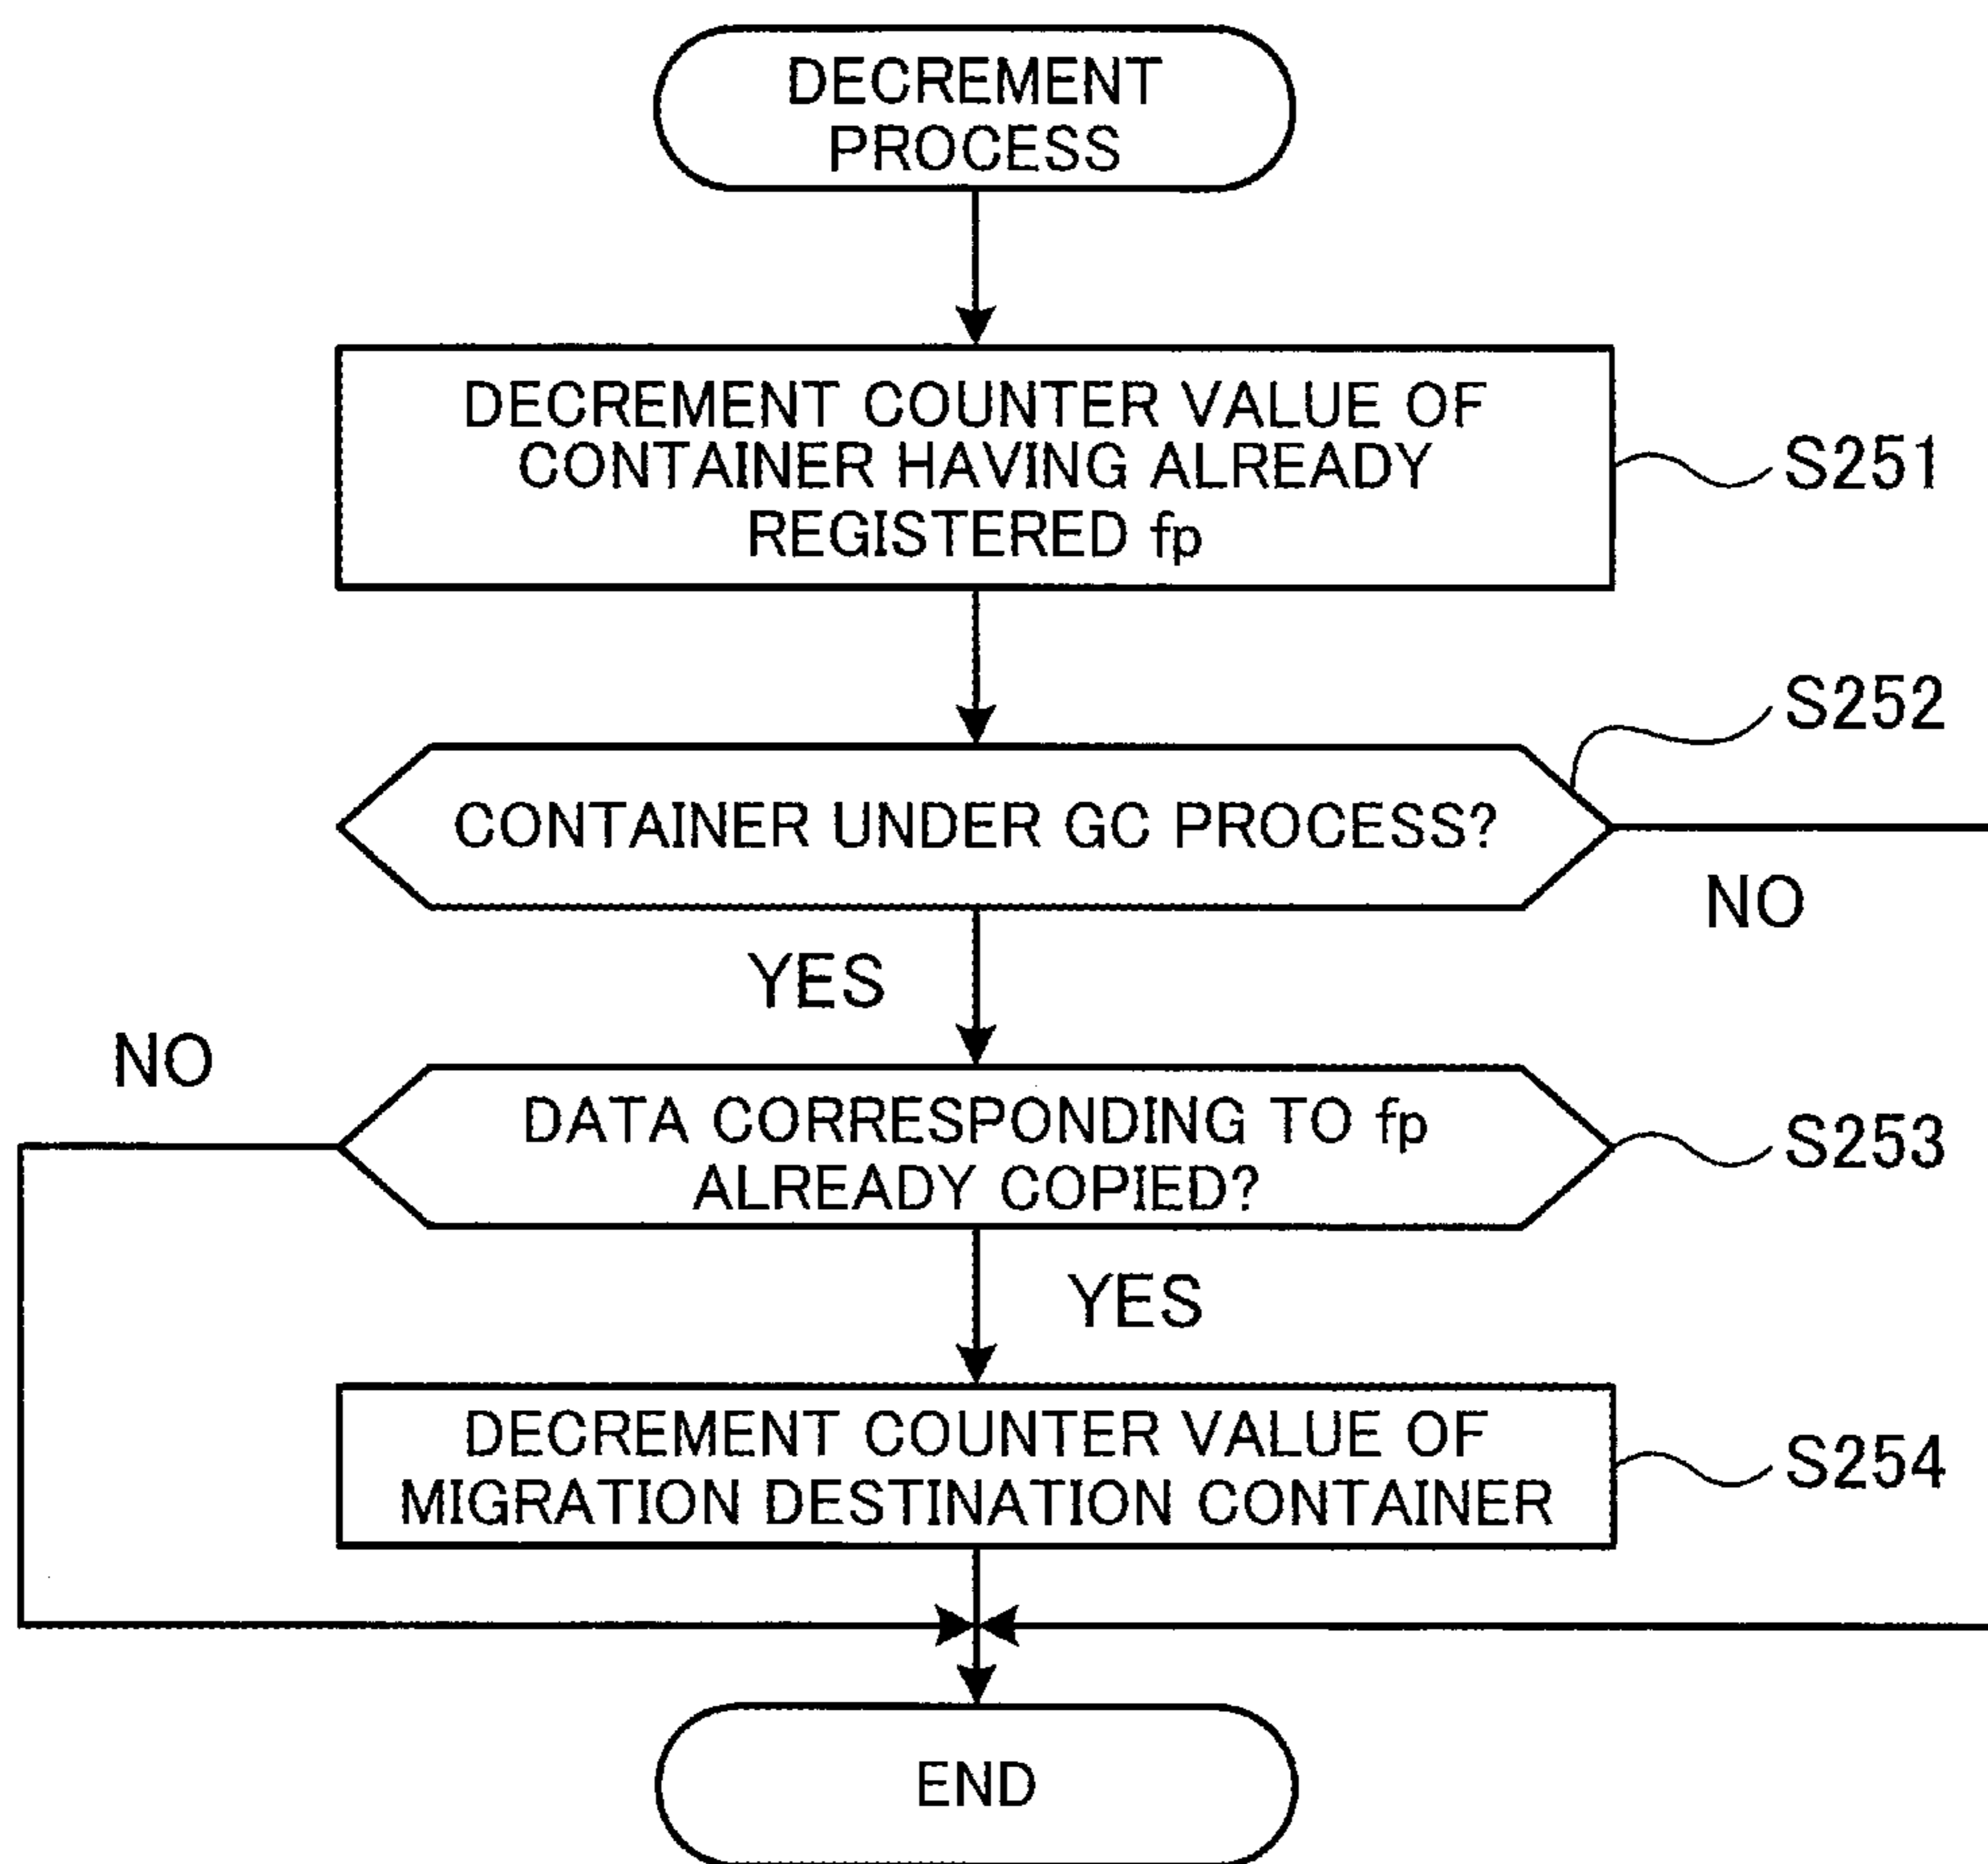 DECREMENT
PROCESS
DECREMENT COUNTER VALUE OF
CONTAINER HAVING ALREADY
REGISTERED fp
S251
S252
CONTAINER UNDER GC PROCESS?
NO
YES
NO
DATA CORRESPONDING TO fp
ALREADY COPIED?
S253
YES
DECREMENT COUNTER VALUE OF
MIGRATION DESTINATION CONTAINER
S254
END